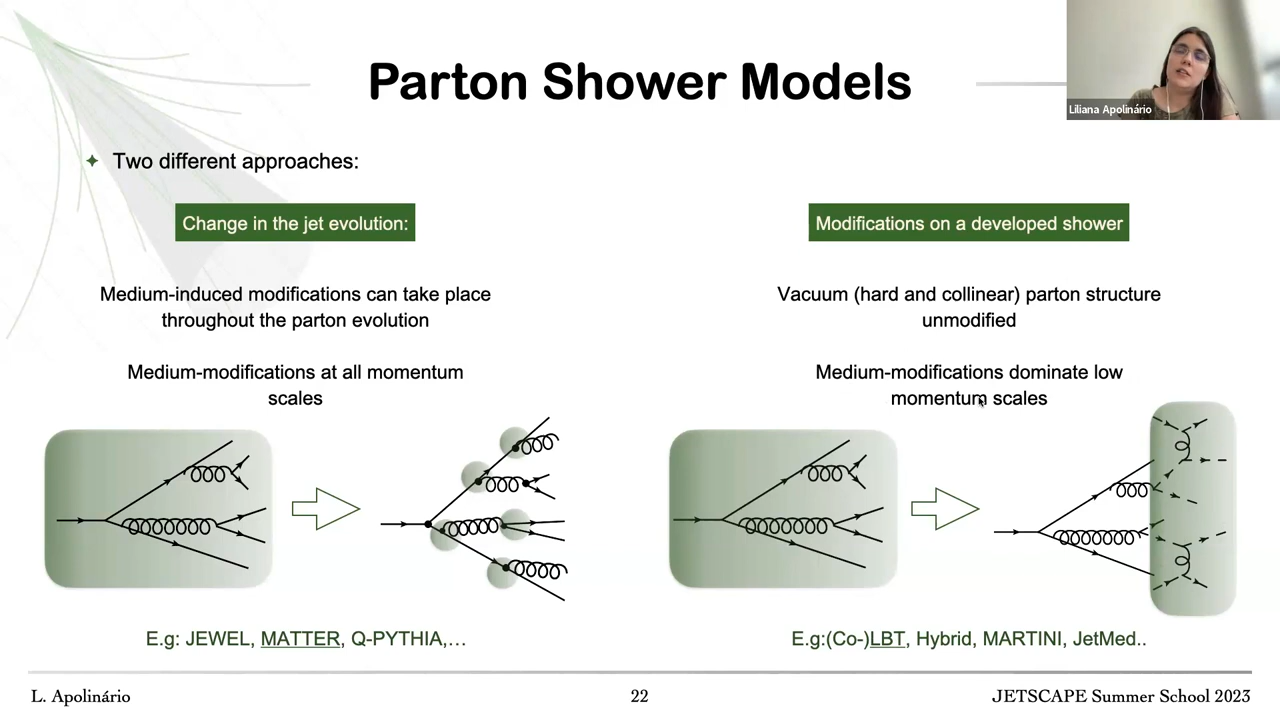 Parton Shower Models
Liliana Apolinário
Two different approaches:
Change in the jet evolution:
Medium-induced modifications can take place
throughout the parton evolution
Medium-modifications at all momentum
scales
E.g: JEWEL, MATTER, Q-PYTHIA,…
Modifications on a developed shower
Vacuum (hard and collinear) parton structure
unmodified
Medium-modifications dominate low
momentum scales
E.g:(Co-)LBT, Hybrid, MARTINI, JetMed..
L. Apolinário
22
JETSCAPE Summer School 2023